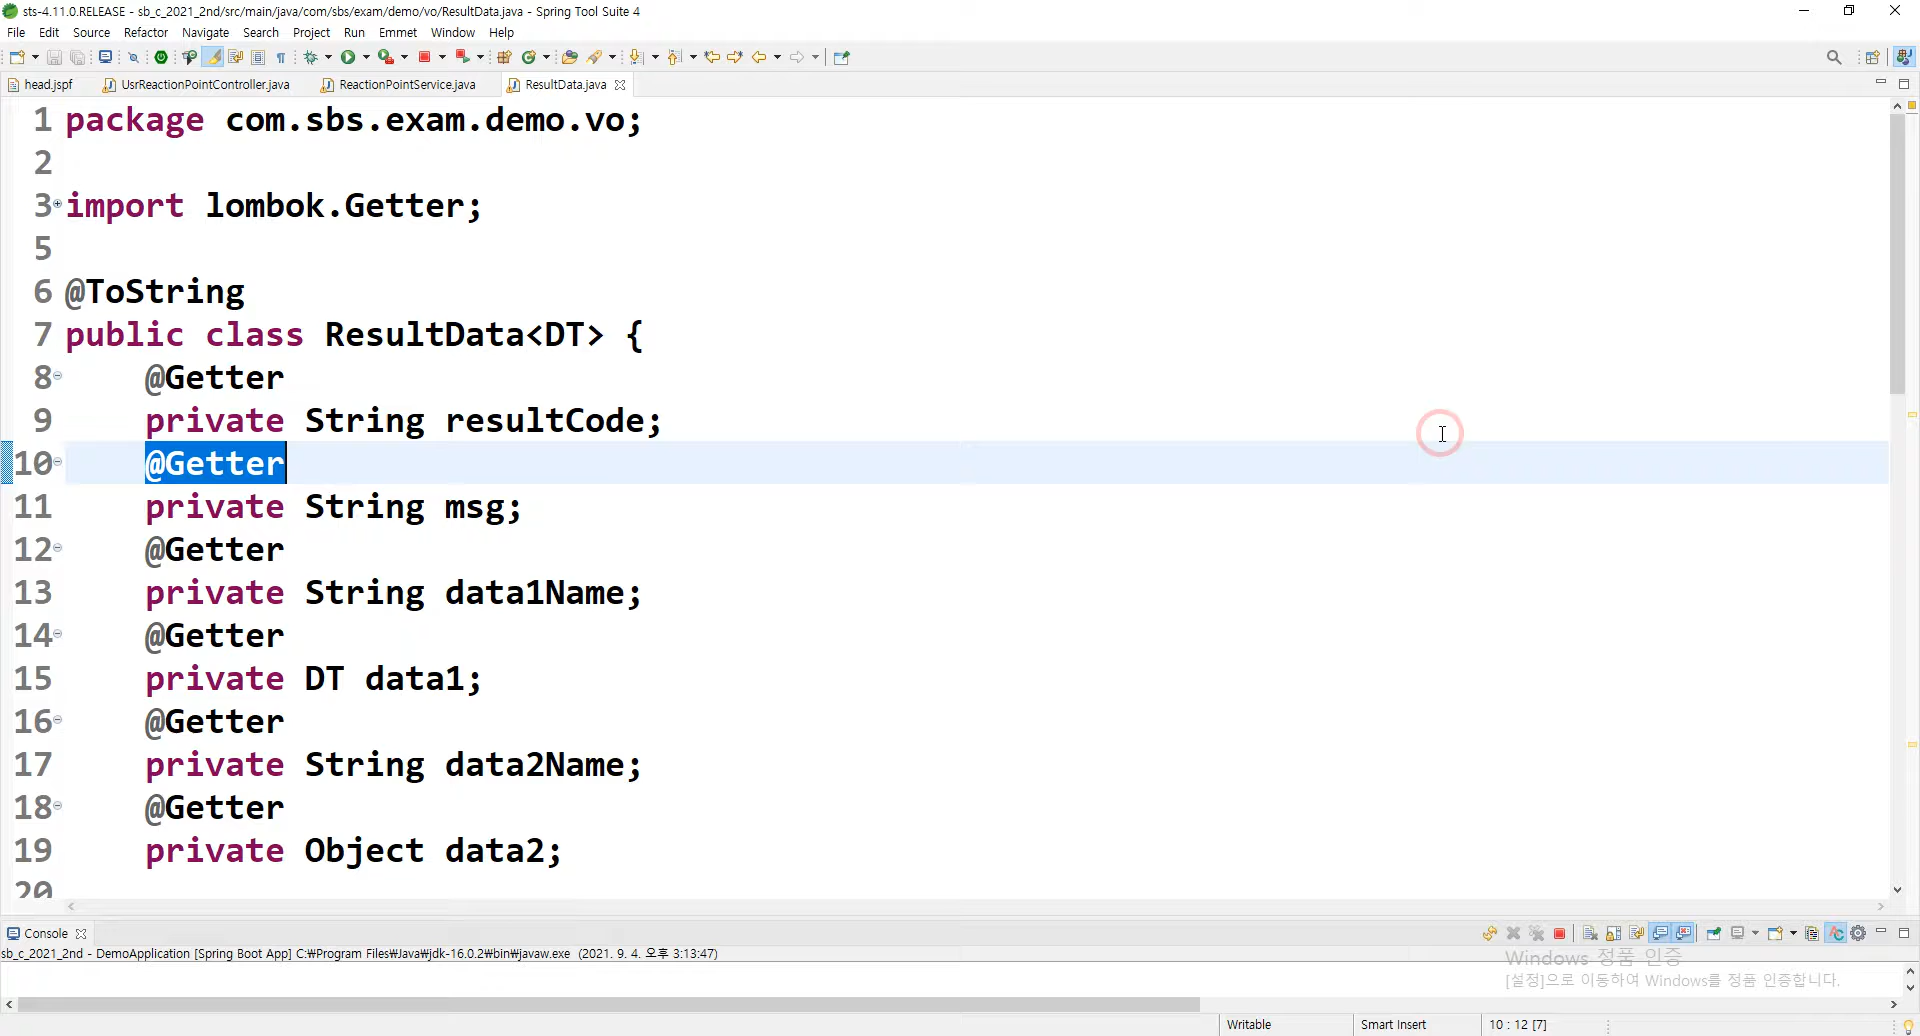 sts-4.11.0.RELEASE - sb_c_2021_2nd/src/main/java/com/sbs/exam/demo/vo/ResultData.java - Spring Tool Suite 4
File Edit Source Refactor Navigate Search Project Run Emmet Window Help
head.jspf UsrReactionPointController.java ReactionPointService.java ResultData.java
1 package com.sbs.exam.demo.vo;
2
3 import lombok.Getter;
5
6 @ToString
7 public class ResultData<DT> {
8 @Getter
9 private String resultCode;
10 @Getter
11 private String msg;
12 @Getter
13 private String data1Name;
14 @Getter
15 private DT data1;
16 @Getter
17 private String data2Name;
18 @Getter
19 private Object data2;
20
Console
sb_c_2021_2nd - DemoApplication [Spring Boot App] C:₩Program Files₩Java₩jdk-16.0.2₩bin₩javaw.exe (2021. 9. 4. 오후 3:13:47)
Windows 정품 인증
[설정]으로 이동하여 Windows를 정품 인증합니다.
Writable Smart Insert 10 : 12 [7]